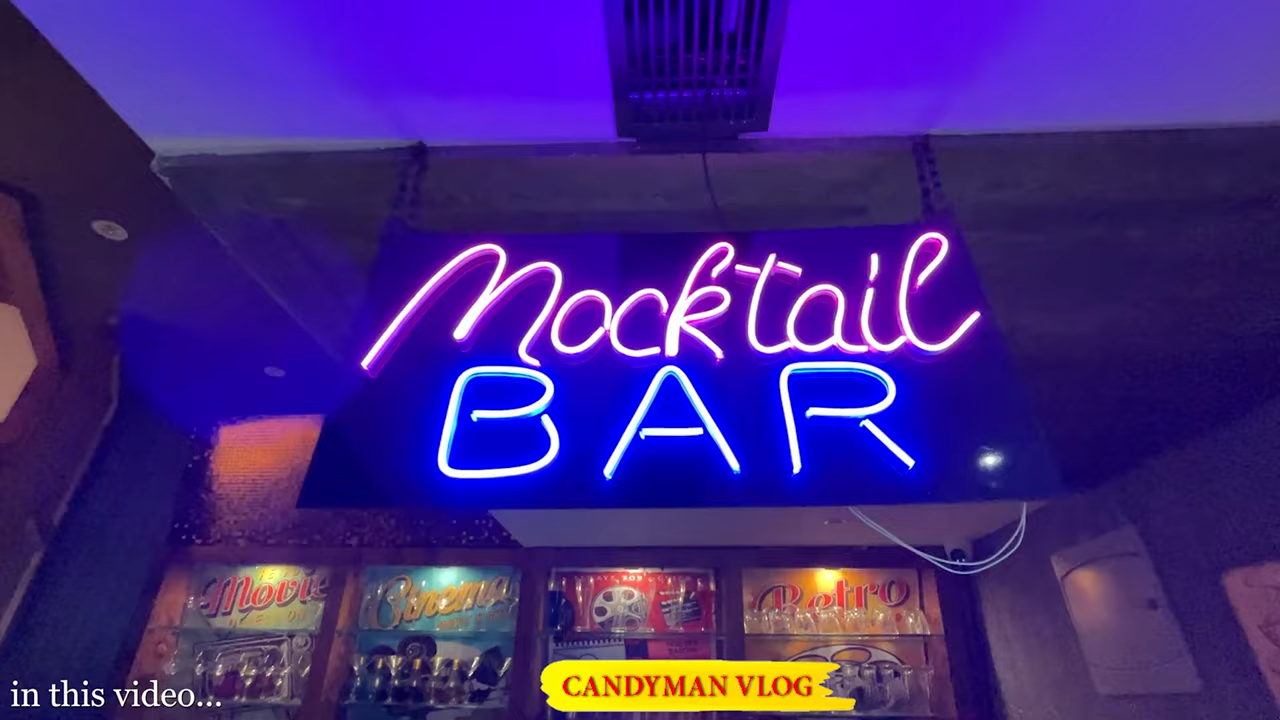 Mocktail
BAR
Movie
Cinema
Retro
in this video...
CANDYMAN VLOG